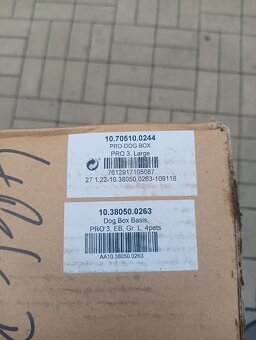 10.70510.0244
PRO-DOG BOX
PRO 3, Large
7612917105087
27.1.22-10.38050.0263-109116
10.38050.0263
Dog Box Basis,
PRO 3, EB, Gr. L, 4pets
AA10.38050.0263